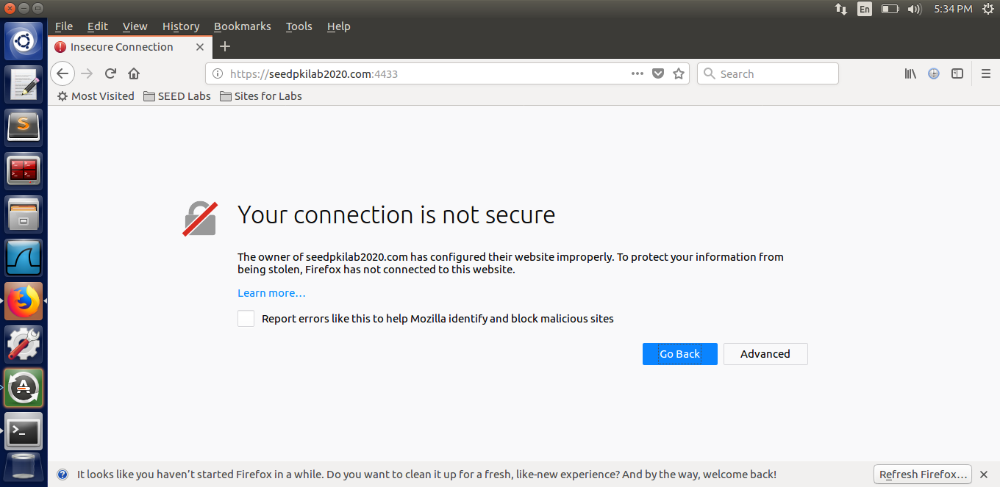 En 5:34 PM
File Edit View History Bookmarks Tools Help
Insecure Connection
https://seedpkilab2020.com:4433 Search
Most Visited SEED Labs Sites for Labs
Your connection is not secure
The owner of seedpkilab2020.com has configured their website improperly. To protect your information from
being stolen, Firefox has not connected to this website.
Learn more…
Report errors like this to help Mozilla identify and block malicious sites
Go Back Advanced
It looks like you haven’t started Firefox in a while. Do you want to clean it up for a fresh, like-new experience? And by the way, welcome back! Refresh Firefox…